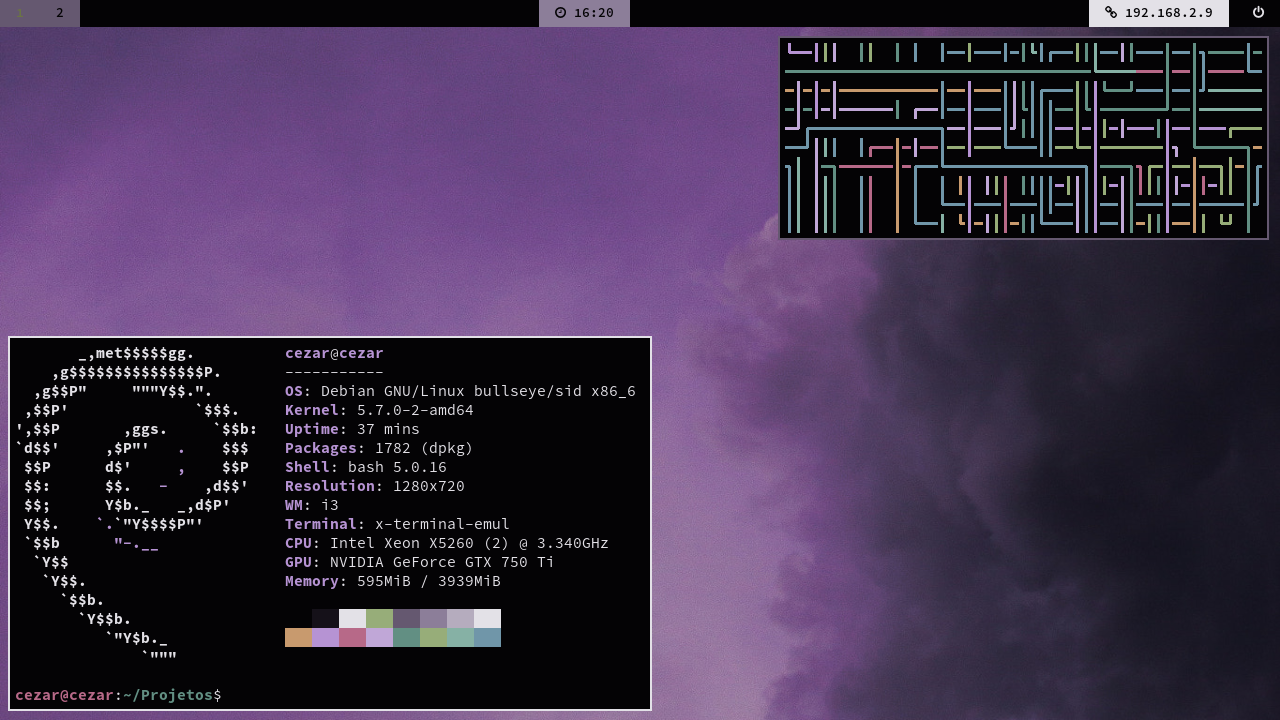 1 2 16:20 192.168.2.9
       _,met$$$$$gg.
    ,g$$$$$$$$$$$$$$$P.
  ,g$$P"     """Y$$.".
 ,$$P'              `$$$.
',$$P       ,ggs.     `$$b:
`d$$'     ,$P"'   .    $$$
 $$P      d$'     ,    $$P
 $$:      $$.   -    ,d$$'
 $$;      Y$b._   _,d$P'
 Y$$.    `.`"Y$$$$P"'
 `$$b      "-.__
  `Y$$
   `Y$$.
     `$$b.
       `Y$$b.
          `"Y$b._
              `"""
cezar@cezar
-----------
OS: Debian GNU/Linux bullseye/sid x86_6
Kernel: 5.7.0-2-amd64
Uptime: 37 mins
Packages: 1782 (dpkg)
Shell: bash 5.0.16
Resolution: 1280x720
WM: i3
Terminal: x-terminal-emul
CPU: Intel Xeon X5260 (2) @ 3.340GHz
GPU: NVIDIA GeForce GTX 750 Ti
Memory: 595MiB / 3939MiB
cezar@cezar:~/Projetos$